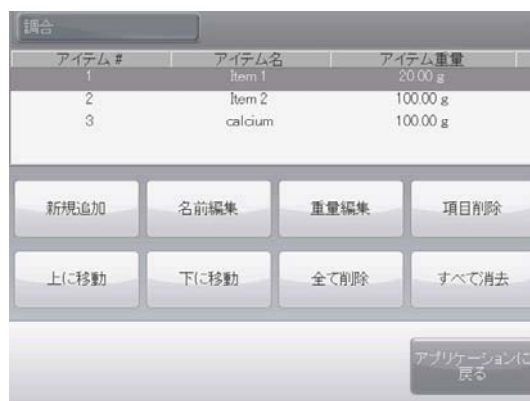 調合
アイテム # アイテム名 アイテム重量
1 Item 1 20.00 g
2 Item 2 100.00 g
3 calcium 100.00 g
新規追加 名前編集 重量編集 項目削除
上に移動 下に移動 全て削除 すべて消去
アプリケーションに
戻る